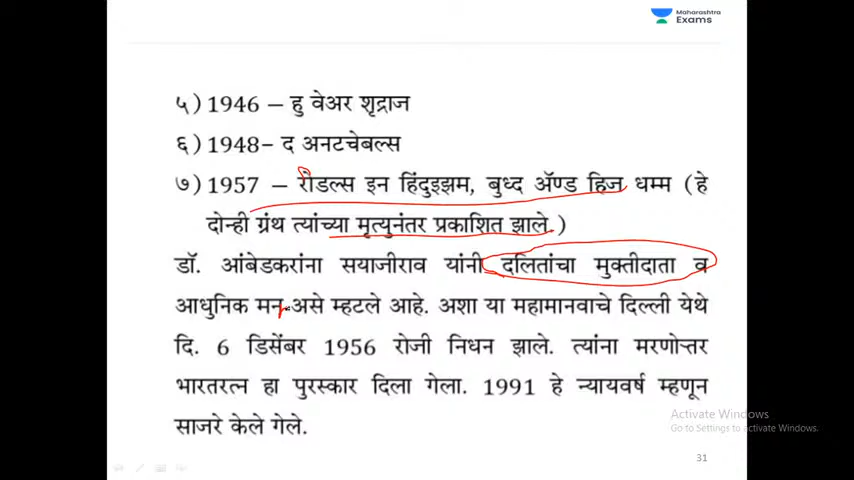 Maharashtra
Exams
५) 1946 – हु वेअर शृद्राज
६) 1948- द अनटचेबल्स
७) 1957 – रीडल्स इन हिंदुइझम, बुध्द ॲण्ड हिज धम्म (हे
दोन्ही ग्रंथ त्यांच्या मृत्युनंतर प्रकाशित झाले.)
डॉ. आंबेडकरांना सयाजीराव यांनी दलितांचा मुक्तीदाता व
आधुनिक मन असे म्हटले आहे. अशा या महामानवाचे दिल्ली येथे
दि. 6 डिसेंबर 1956 रोजी निधन झाले. त्यांना मरणोत्तर
भारतरत्न हा पुरस्कार दिला गेला. 1991 हे न्यायवर्ष म्हणून
साजरे केले गेले.
Activate Windows
Go to Settings to activate Windows.
31